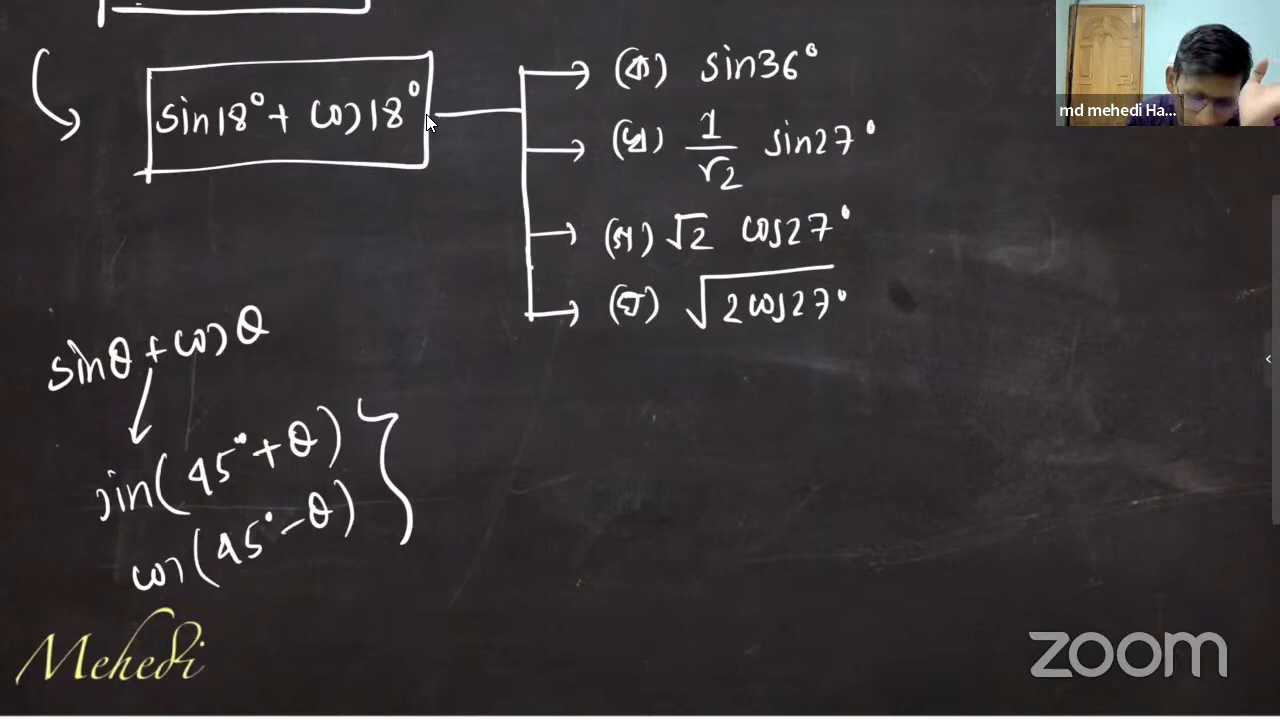 sin18° + cos18°
(ক) sin36°
(খ) 1/√2 sin27°
(গ) √2 cos27°
(ঘ) √(2cos27°)
sinθ + cosθ
sin(45° + θ)
cos(45° - θ)
Mehedi
md mehedi Ha...
zoom